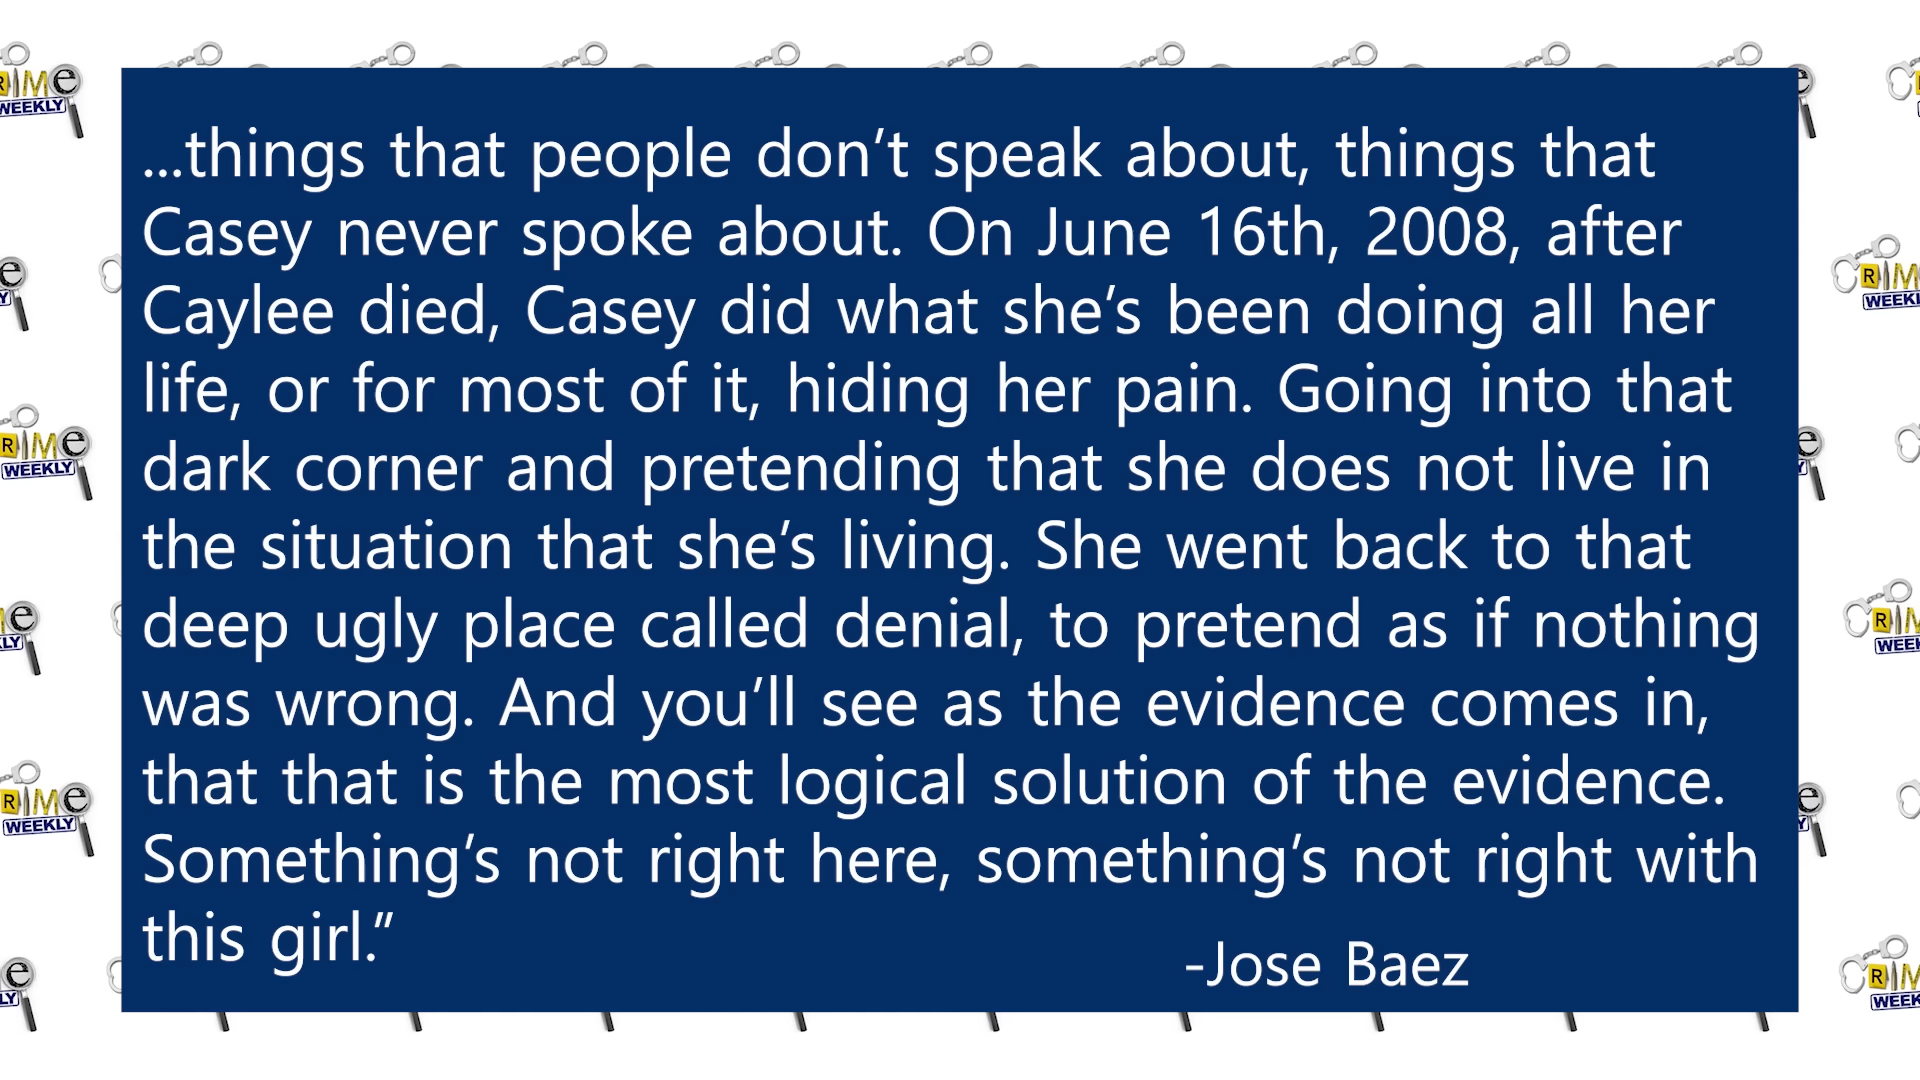 ...things that people don’t speak about, things that
Casey never spoke about. On June 16th, 2008, after
Caylee died, Casey did what she’s been doing all her
life, or for most of it, hiding her pain. Going into that
dark corner and pretending that she does not live in
the situation that she’s living. She went back to that
deep ugly place called denial, to pretend as if nothing
was wrong. And you’ll see as the evidence comes in,
that that is the most logical solution of the evidence.
Something’s not right here, something’s not right with
this girl.”
-Jose Baez
CRIME
WEEKLY